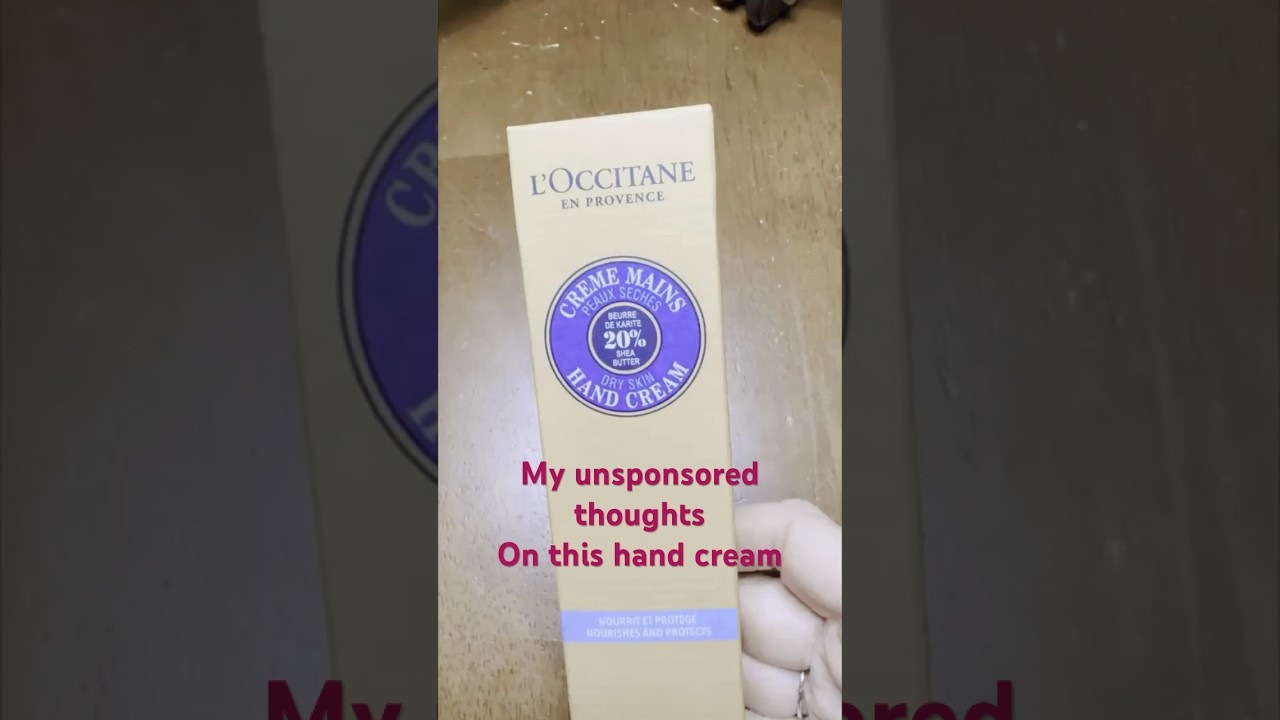 L'OCCITANE
EN PROVENCE
CREME MAINS
PEAUX SECHES
BEURRE
DE KARITE
20%
SHEA
BUTTER
DRY SKIN
HAND CREAM
My unsponsored
thoughts
On this hand cream
NOURRIT ET PROTÈGE
NOURISHES AND PROTECTS